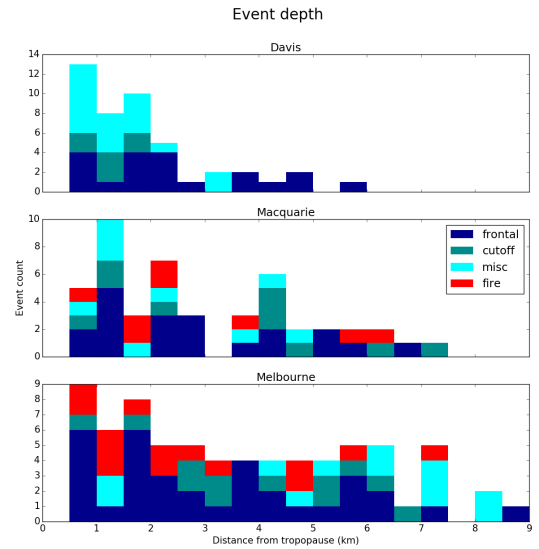 Event depth
Davis
14
12
10
8
6
4
2
0
Macquarie
10
8
6
4
2
0
Event count
frontal
cutoff
misc
fire
Melbourne
9
8
7
6
5
4
3
2
1
0
0 1 2 3 4 5 6 7 8 9
Distance from tropopause (km)